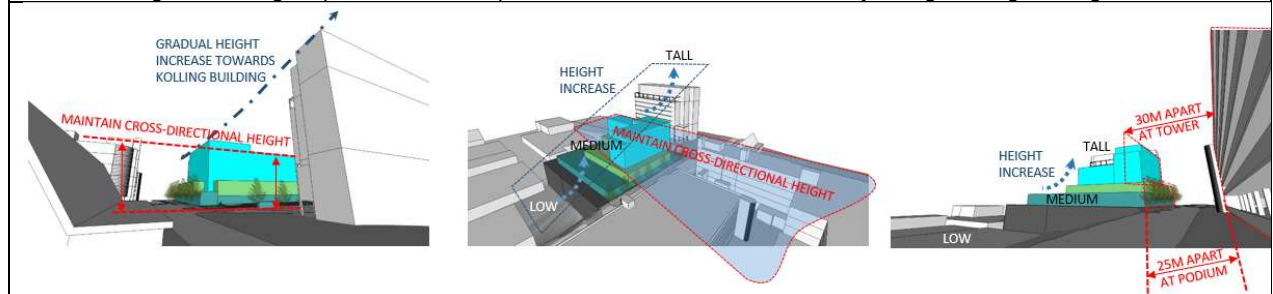 GRADUAL HEIGHT
INCREASE TOWARDS
KOLLING BUILDING
MAINTAIN CROSS-DIRECTIONAL HEIGHT
TALL
HEIGHT
INCREASE
MAINTAIN CROSS-DIRECTIONAL HEIGHT
MEDIUM
LOW
30M APART
AT TOWER
HEIGHT
INCREASE
TALL
MEDIUM
LOW
25M APART
AT PODIUM